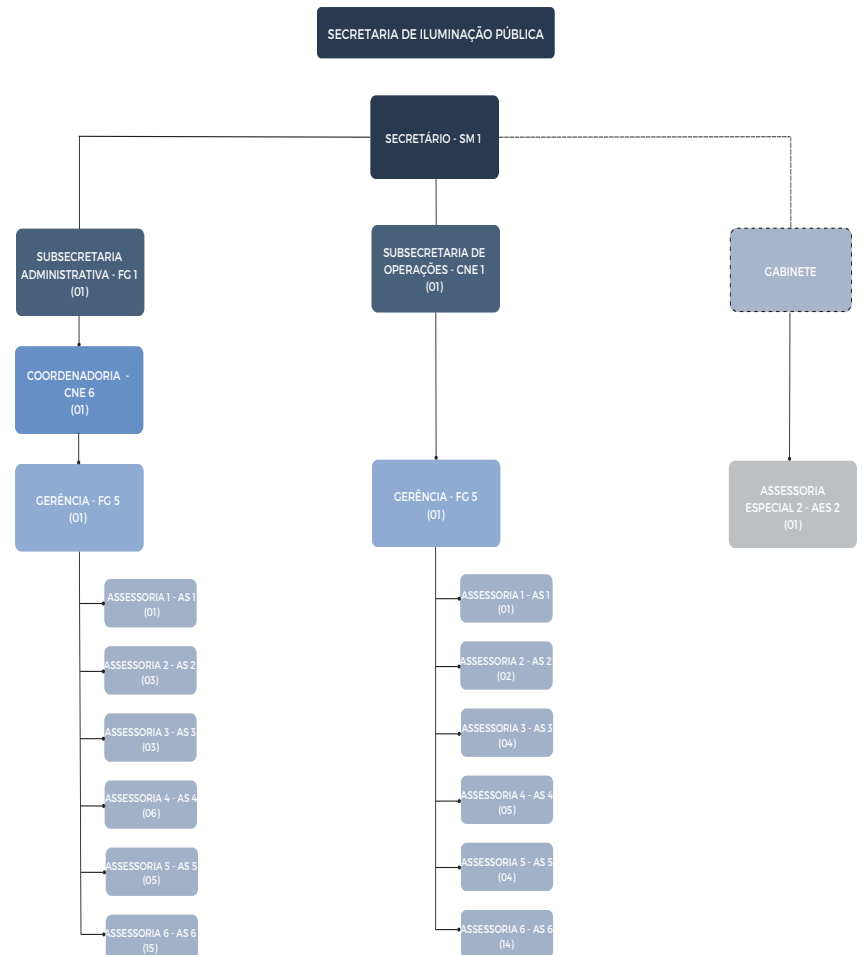 SECRETARIA DE ILUMINAÇÃO PÚBLICA
SECRETÁRIO - SM 1
SUBSECRETARIA
ADMINISTRATIVA - FG 1
(01)
COORDENADORIA -
CNE 6
(01)
GERÊNCIA - FG 5
(01)
ASSESSORIA 1 - AS 1
(01)
ASSESSORIA 2 - AS 2
(03)
ASSESSORIA 3 - AS 3
(03)
ASSESSORIA 4 - AS 4
(06)
ASSESSORIA 5 - AS 5
(05)
ASSESSORIA 6 - AS 6
(15)
SUBSECRETARIA DE
OPERAÇÕES - CNE 1
(01)
GERÊNCIA - FG 5
(01)
ASSESSORIA 1 - AS 1
(01)
ASSESSORIA 2 - AS 2
(02)
ASSESSORIA 3 - AS 3
(04)
ASSESSORIA 4 - AS 4
(05)
ASSESSORIA 5 - AS 5
(04)
ASSESSORIA 6 - AS 6
(14)
GABINETE
ASSESSORIA
ESPECIAL 2 - AES 2
(01)